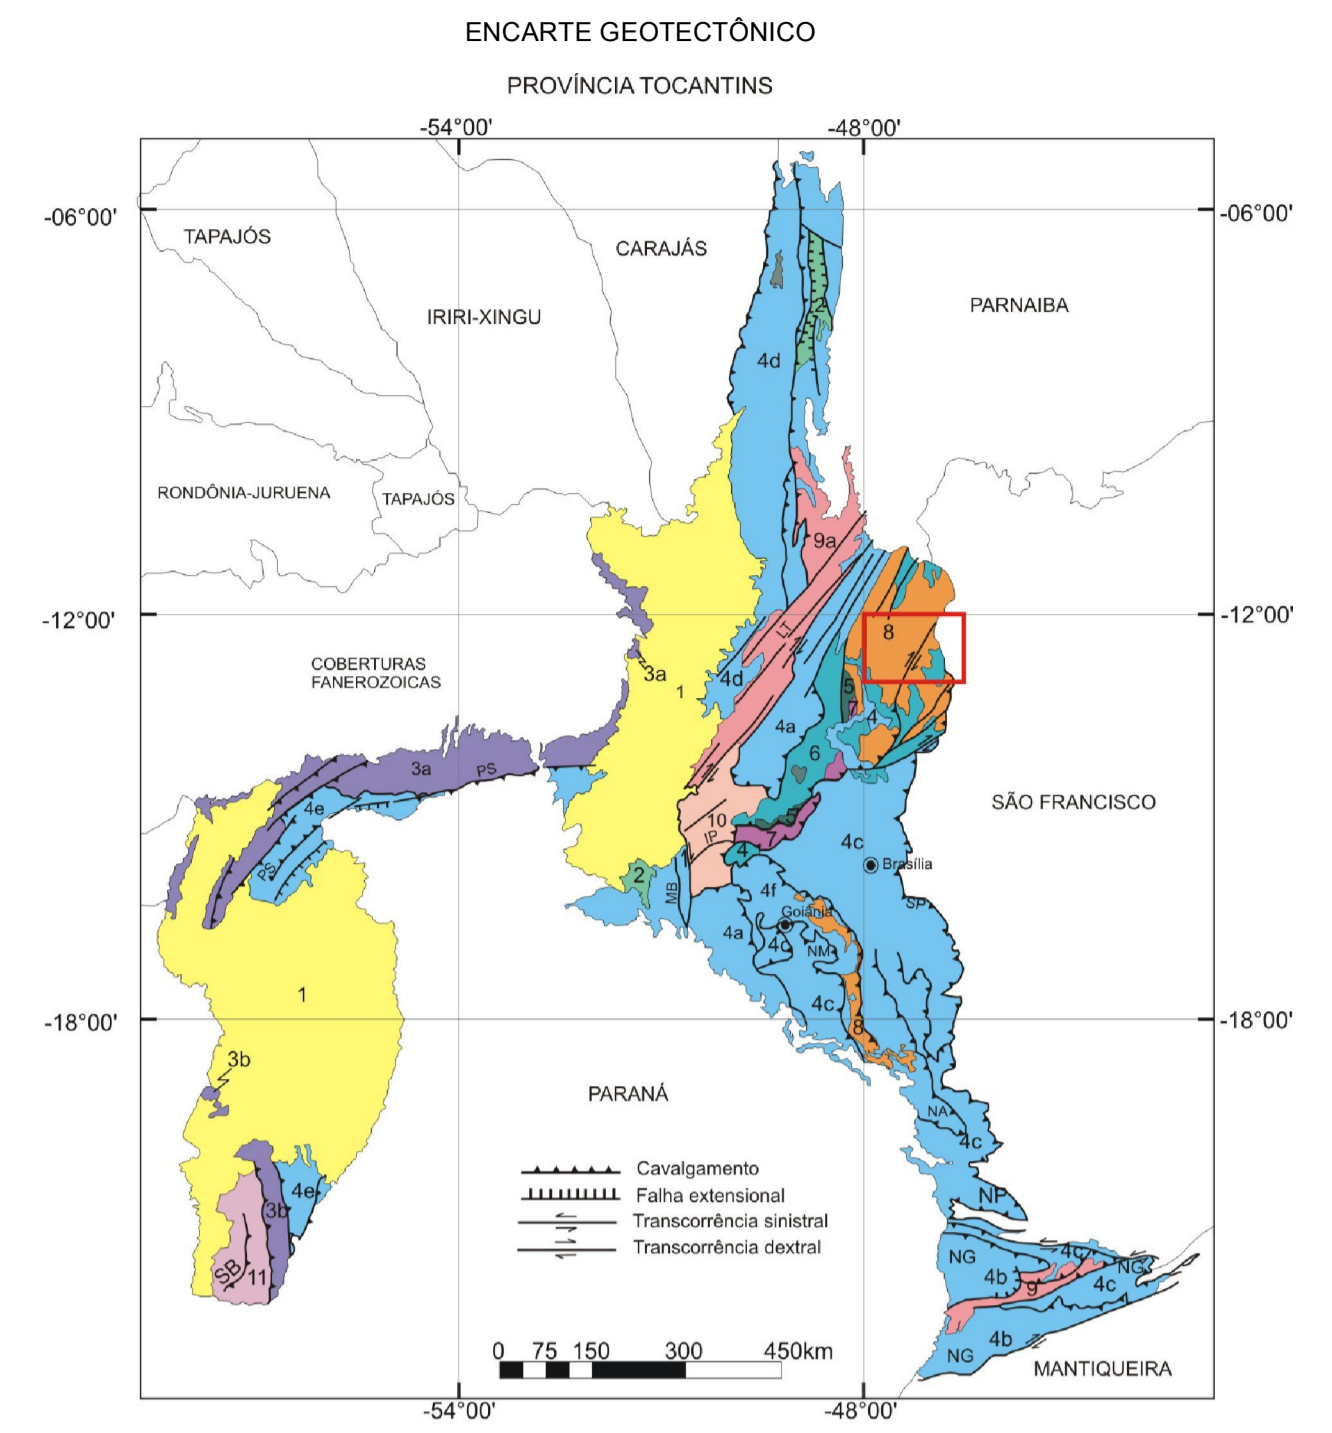 ENCARTE GEOTECTÔNICO
PROVÍNCIA TOCANTINS
-54°00'
-48°00'
-06°00'
-06°00'
TAPAJÓS
CARAJÁS
IRIRI-XINGU
PARNAIBA
2
4d
RONDÔNIA-JURUENA
TAPAJÓS
9a
-12°00'
-12°00'
LT
8
COBERTURAS
FANEROZOICAS
3a
1
4d
5
7
4
4a
6
3a
PS
4e
SÃO FRANCISCO
10
IP
5
7
4
4c
Brasília
PS
2
MB
4f
SP
Goiânia
4a
4c
NM
1
4c
8
-18°00'
-18°00'
3b
PARANÁ
NA
4c
Cavalgamento
Falha extensional
Transcorrência sinistral
Transcorrência dextral
4e
3b
NP
SB
11
NG
4c
NG
4b
9
4c
4b
NG
MANTIQUEIRA
0 75 150 300 450km
-54°00'
-48°00'